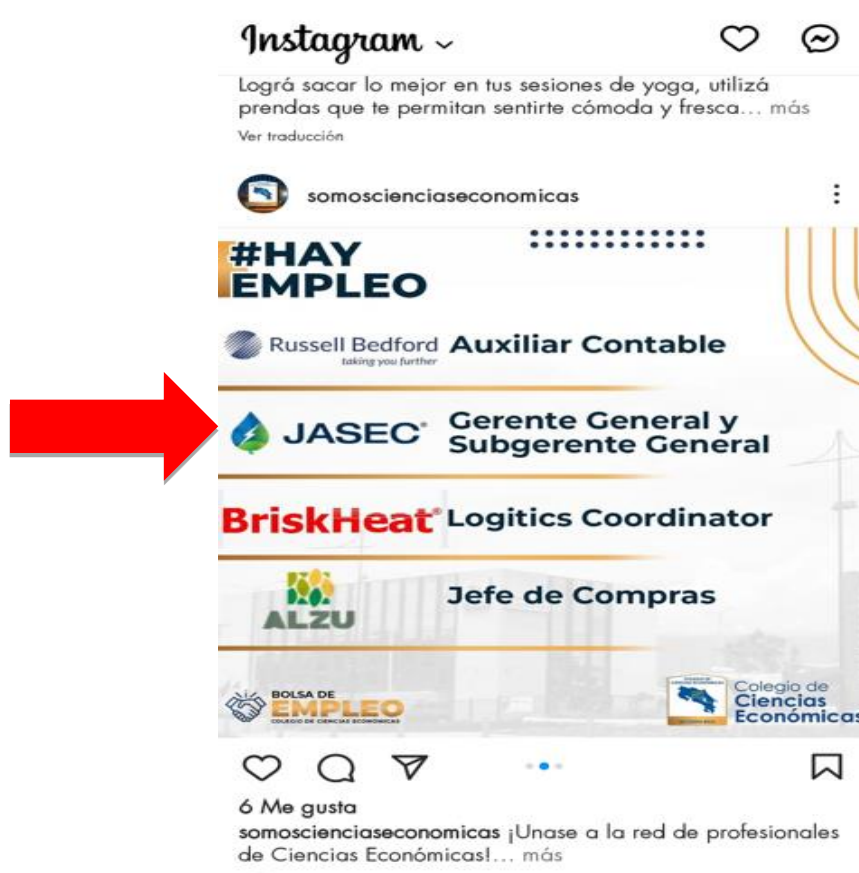 Instagram
Lográ sacar lo mejor en tus sesiones de yoga, utilizá
prendas que te permitan sentirte cómoda y fresca... más
Ver traducción
somoscienciaseconomicas
#HAY
EMPLEO
Russell Bedford
taking you further
Auxiliar Contable
JASEC®
Gerente General y
Subgerente General
BriskHeat®
Logitics Coordinator
ALZU
Jefe de Compras
BOLSA DE
EMPLEO
COLEGIO DE CIENCIAS ECONÓMICAS
Colegio de
Ciencias
Económicas
6 Me gusta
somoscienciaseconomicas ¡Unase a la red de profesionales
de Ciencias Económicas!... más